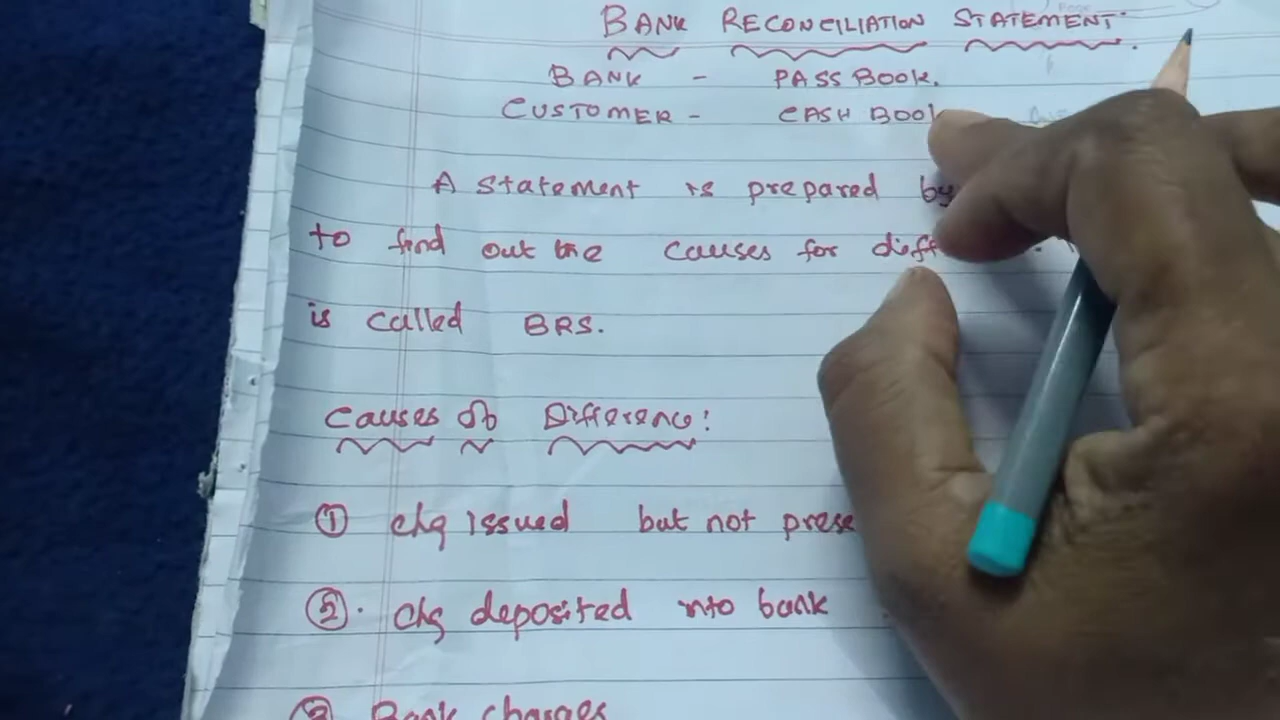 BANK RECONCILIATION STATEMENT.
BANK - PASS BOOK.
CUSTOMER - CASH BOOK
A statement is prepared by
to find out the causes for diff
is called BRS.
Causes of Difference:
① chq issued but not prese
②. chq deposited into bank
③ Bank charges